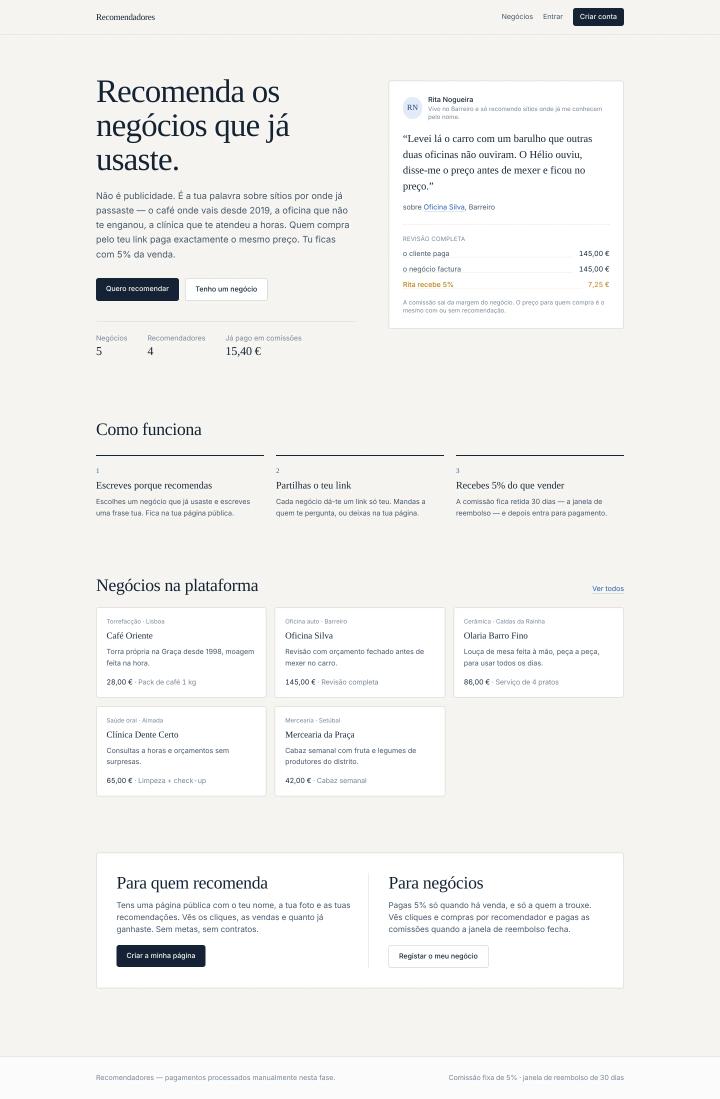 Recomendadores
Negócios
Entrar
Criar conta
Recomenda os
negócios que já
usaste.
Não é publicidade. É a tua palavra sobre sítios por onde já
passaste — o café onde vais desde 2019, a oficina que não
te enganou, a clínica que te atendeu a horas. Quem compra
pelo teu link paga exactamente o mesmo preço. Tu ficas
com 5% da venda.
Quero recomendar
Tenho um negócio
Negócios
5
Recomendadores
4
Já pago em comissões
15,40 €
RN
Rita Nogueira
Vivo no Barreiro e só recomendo sítios onde já me conhecem
pelo nome.
“Levei lá o carro com um barulho que outras
duas oficinas não ouviram. O Hélio ouviu,
disse-me o preço antes de mexer e ficou no
preço.”
sobre Oficina Silva, Barreiro
REVISÃO COMPLETA
o cliente paga 145,00 €
o negócio factura 145,00 €
Rita recebe 5% 7,25 €
A comissão sai da margem do negócio. O preço para quem compra é o
mesmo com ou sem recomendação.
Como funciona
1
Escreves porque recomendas
Escolhes um negócio que já usaste e escreves
uma frase tua. Fica na tua página pública.
2
Partilhas o teu link
Cada negócio dá-te um link só teu. Mandas a
quem te pergunta, ou deixas na tua página.
3
Recebes 5% do que vender
A comissão fica retida 30 dias — a janela de
reembolso — e depois entra para pagamento.
Negócios na plataforma
Ver todos
Torrefacção · Lisboa
Café Oriente
Torra própria na Graça desde 1998, moagem
feita na hora.
28,00 € · Pack de café 1 kg
Oficina auto · Barreiro
Oficina Silva
Revisão com orçamento fechado antes de
mexer no carro.
145,00 € · Revisão completa
Cerâmica · Caldas da Rainha
Olaria Barro Fino
Louça de mesa feita à mão, peça a peça,
para usar todos os dias.
86,00 € · Serviço de 4 pratos
Saúde oral · Almada
Clínica Dente Certo
Consultas a horas e orçamentos sem
surpresas.
65,00 € · Limpeza + check-up
Mercearia · Setúbal
Mercearia da Praça
Cabaz semanal com fruta e legumes de
produtores do distrito.
42,00 € · Cabaz semanal
Para quem recomenda
Tens uma página pública com o teu nome, a tua foto e as tuas
recomendações. Vês os cliques, as vendas e quanto já
ganhaste. Sem metas, sem contratos.
Criar a minha página
Para negócios
Pagas 5% só quando há venda, e só a quem a trouxe.
Vês cliques e compras por recomendador e pagas as
comissões quando a janela de reembolso fecha.
Registar o meu negócio
Recomendadores — pagamentos processados manualmente nesta fase.
Comissão fixa de 5% · janela de reembolso de 30 dias